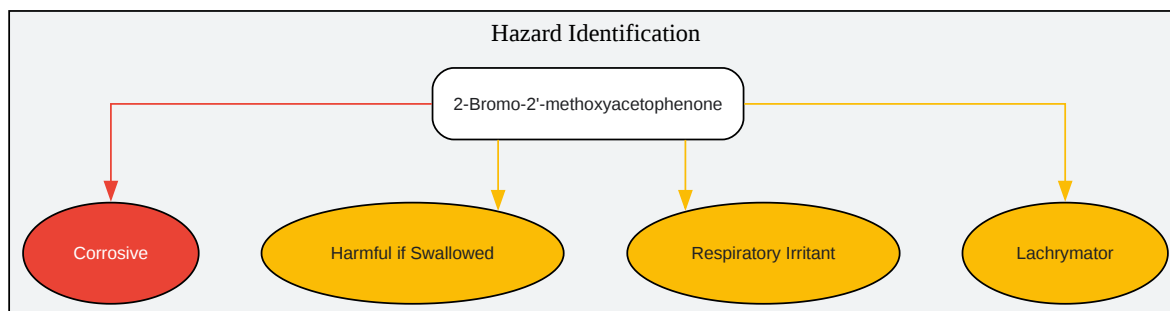 Hazard Identification
2-Bromo-2'-methoxyacetophenone
Corrosive
Harmful if Swallowed
Respiratory Irritant
Lachrymator